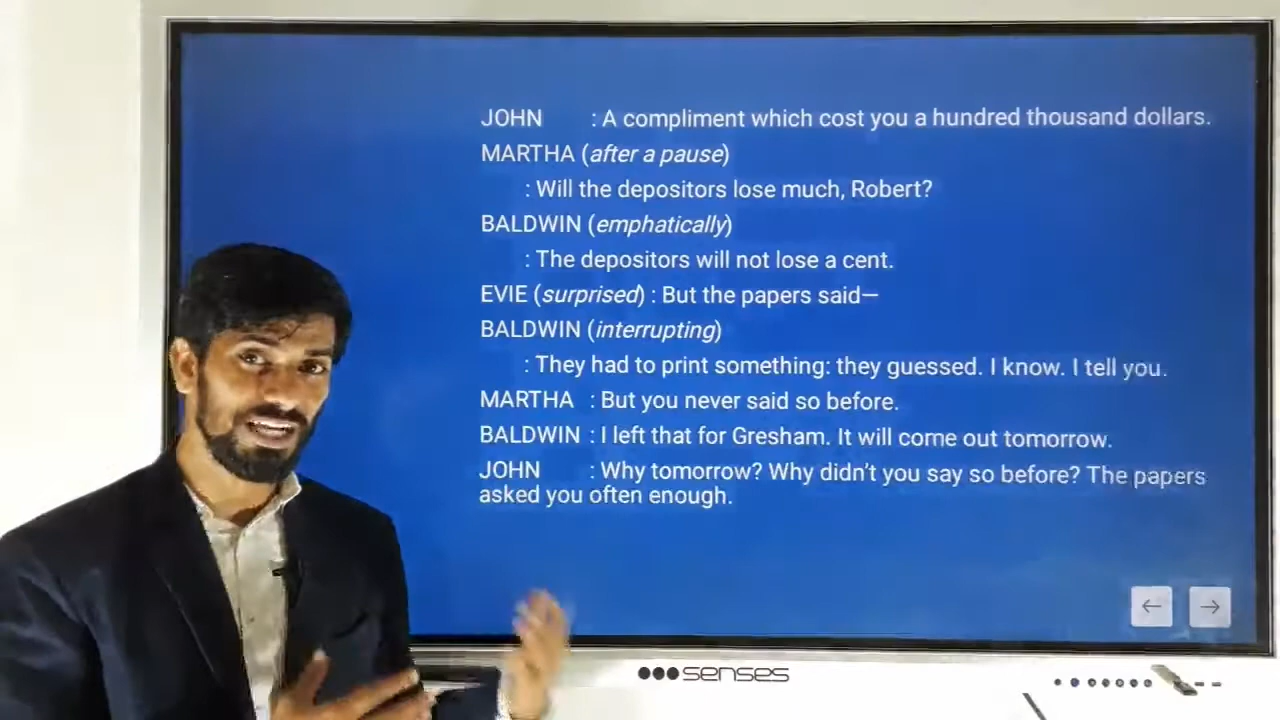 JOHN : A compliment which cost you a hundred thousand dollars.
MARTHA (after a pause)
: Will the depositors lose much, Robert?
BALDWIN (emphatically)
: The depositors will not lose a cent.
EVIE (surprised) : But the papers said—
BALDWIN (interrupting)
: They had to print something: they guessed. I know. I tell you.
MARTHA : But you never said so before.
BALDWIN : I left that for Gresham. It will come out tomorrow.
JOHN : Why tomorrow? Why didn't you say so before? The papers
asked you often enough.
senses